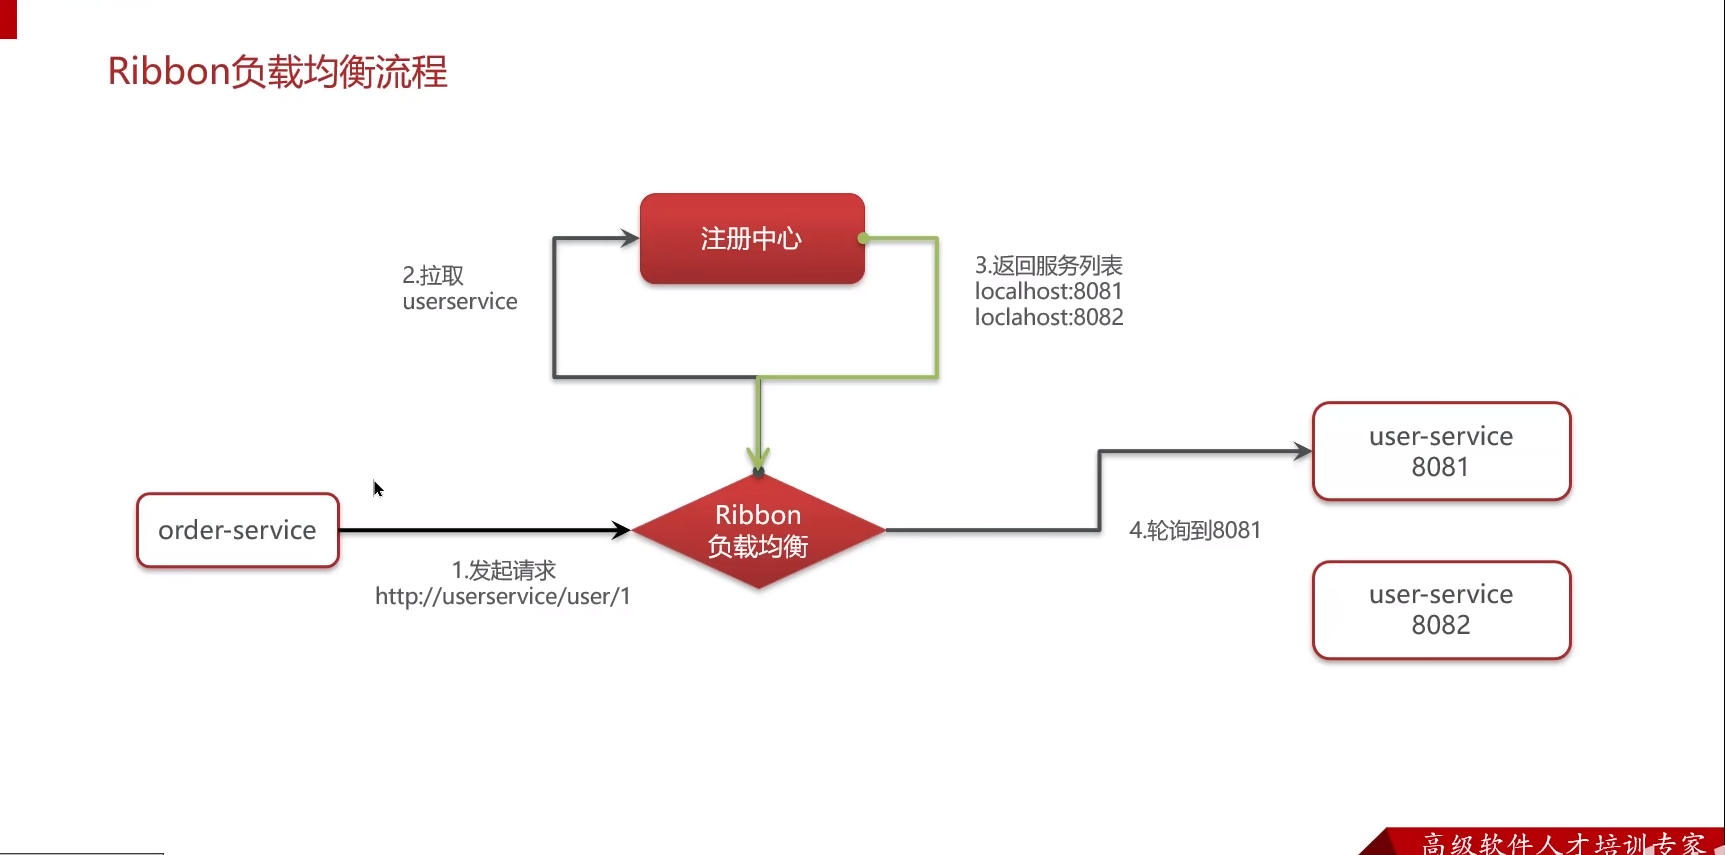 Ribbon负载均衡流程
注册中心
2.拉取
userservice
3.返回服务列表
localhost:8081
loclahost:8082
order-service
1.发起请求
http://userservice/user/1
Ribbon
负载均衡
4.轮询到8081
user-service
8081
user-service
8082
高级软件人才培训专家